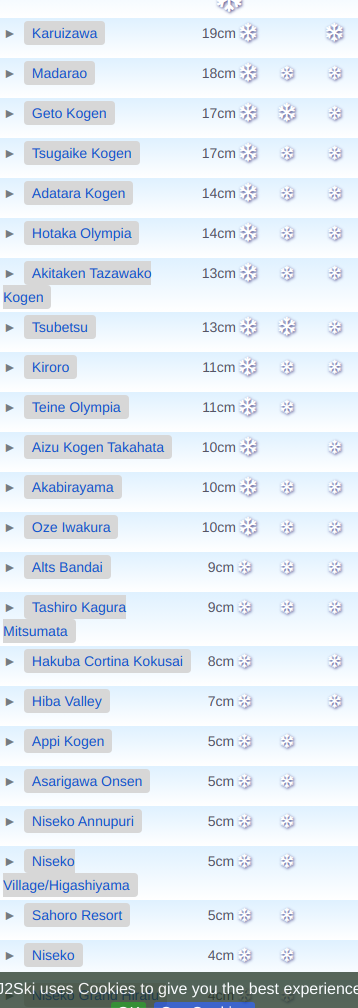 ▶ Karuizawa 19cm
▶ Madarao 18cm
▶ Geto Kogen 17cm
▶ Tsugaike Kogen 17cm
▶ Adatara Kogen 14cm
▶ Hotaka Olympia 14cm
▶ Akitaken Tazawako 13cm
Kogen
▶ Tsubetsu 13cm
▶ Kiroro 11cm
▶ Teine Olympia 11cm
▶ Aizu Kogen Takahata 10cm
▶ Akabirayama 10cm
▶ Oze Iwakura 10cm
▶ Alts Bandai 9cm
▶ Tashiro Kagura 9cm
Mitsumata
▶ Hakuba Cortina Kokusai 8cm
▶ Hiba Valley 7cm
▶ Appi Kogen 5cm
▶ Asarigawa Onsen 5cm
▶ Niseko Annupuri 5cm
▶ Niseko 5cm
Village/Higashiyama
▶ Sahoro Resort 5cm
▶ Niseko 4cm
J2Ski uses Cookies to give you the best experience
Niseko Grand Hirafu 4cm